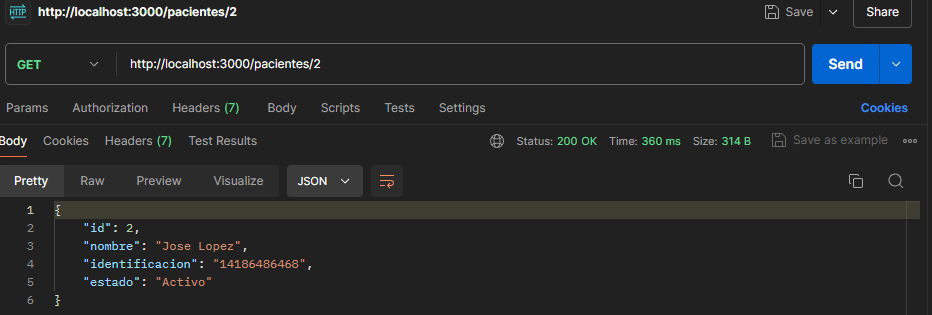 HTTP http://localhost:3000/pacientes/2 Save Share
GET http://localhost:3000/pacientes/2 Send
Params Authorization Headers (7) Body Scripts Tests Settings Cookies
Body Cookies Headers (7) Test Results Status: 200 OK Time: 360 ms Size: 314 B Save as example
Pretty Raw Preview Visualize JSON
1 {
2 "id": 2,
3 "nombre": "Jose Lopez",
4 "identificacion": "14186486468",
5 "estado": "Activo"
6 }